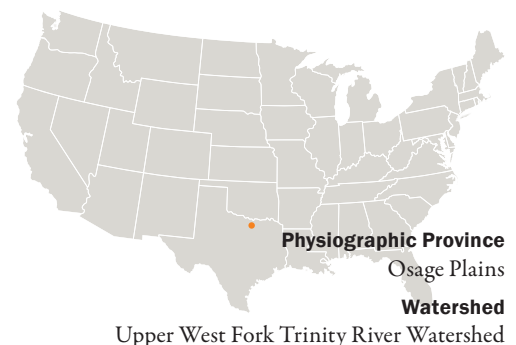 Physiographic Province
Osage Plains
Watershed
Upper West Fork Trinity River Watershed